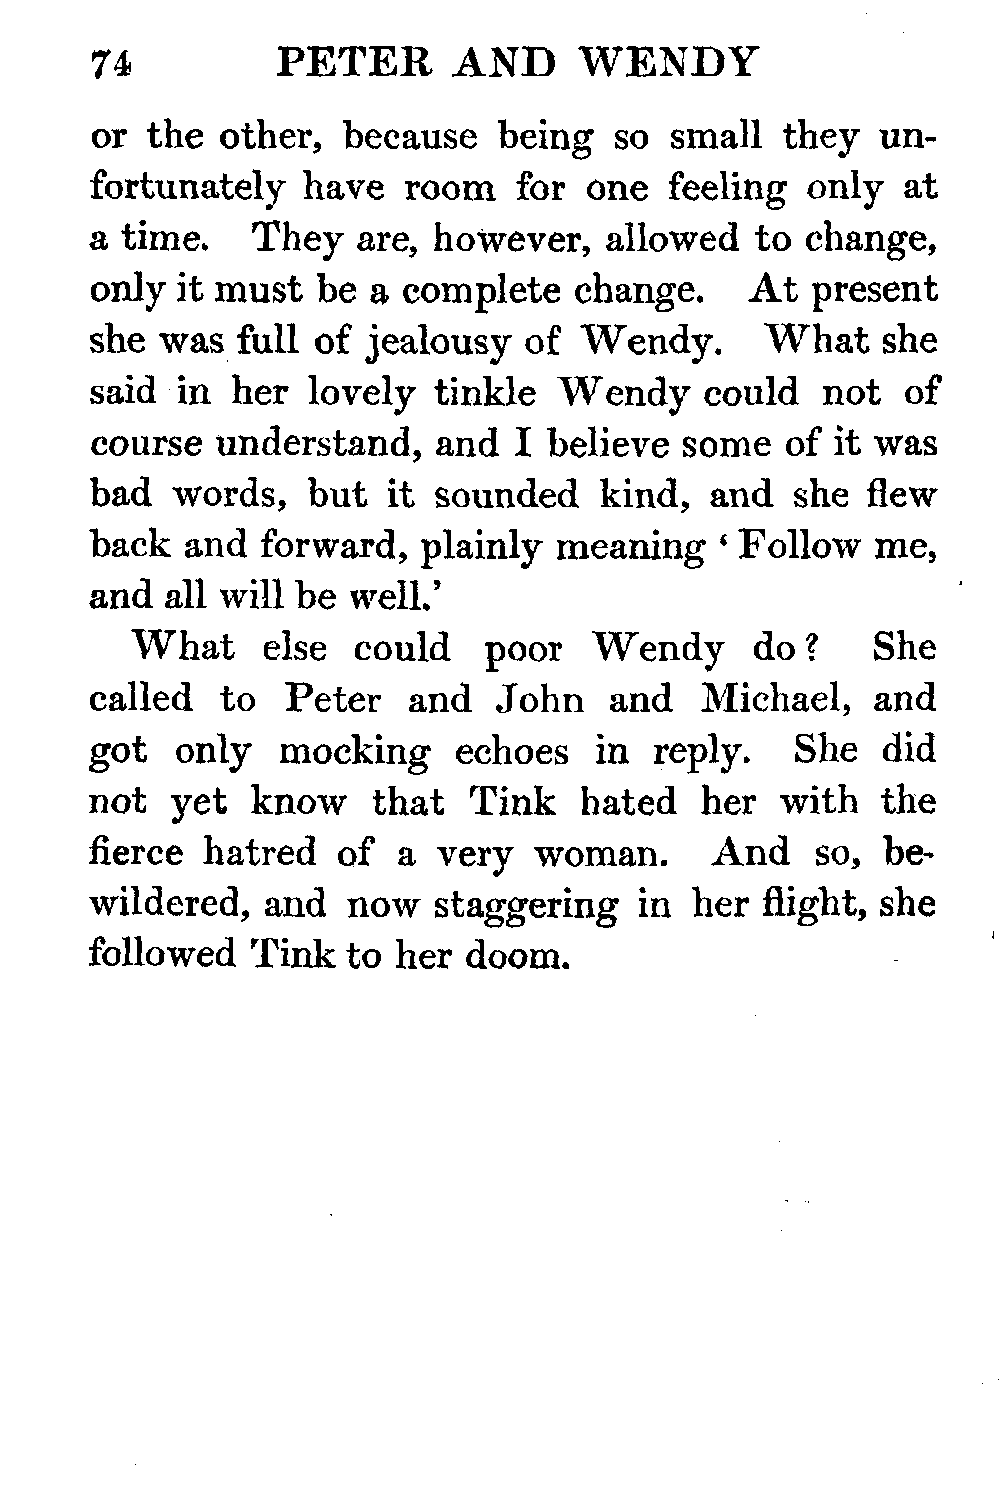 74 PETER AND WENDY
or the other, because being so small they un-
fortunately have room for one feeling only at
a time. They are, however, allowed to change,
only it must be a complete change. At present
she was full of jealousy of Wendy. What she
said in her lovely tinkle Wendy could not of
course understand, and I believe some of it was
bad words, but it sounded kind, and she flew
back and forward, plainly meaning ‘ Follow me,
and all will be well.’
What else could poor Wendy do ? She
called to Peter and John and Michael, and
got only mocking echoes in reply. She did
not yet know that Tink hated her with the
fierce hatred of a very woman. And so, be-
wildered, and now staggering in her flight, she
followed Tink to her doom.